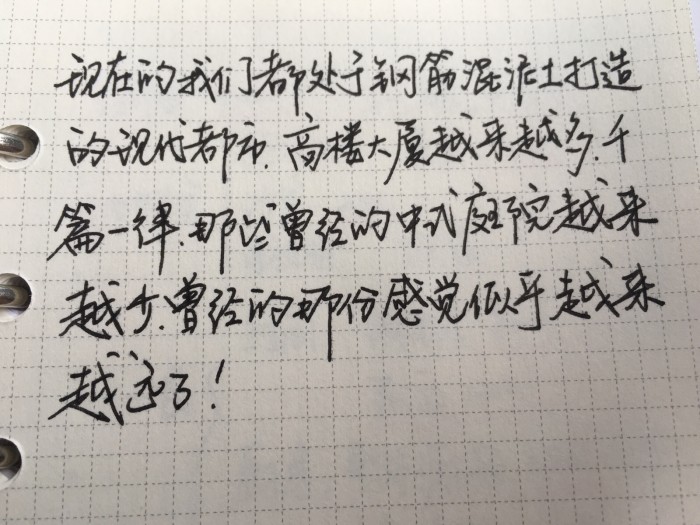 现在的我们都处于钢筋混泥土打造
的现代都市.高楼大厦越来越多.千
篇一律.那些曾经的中式庭院越来
越少.曾经的那份感觉似乎越来
越远了!